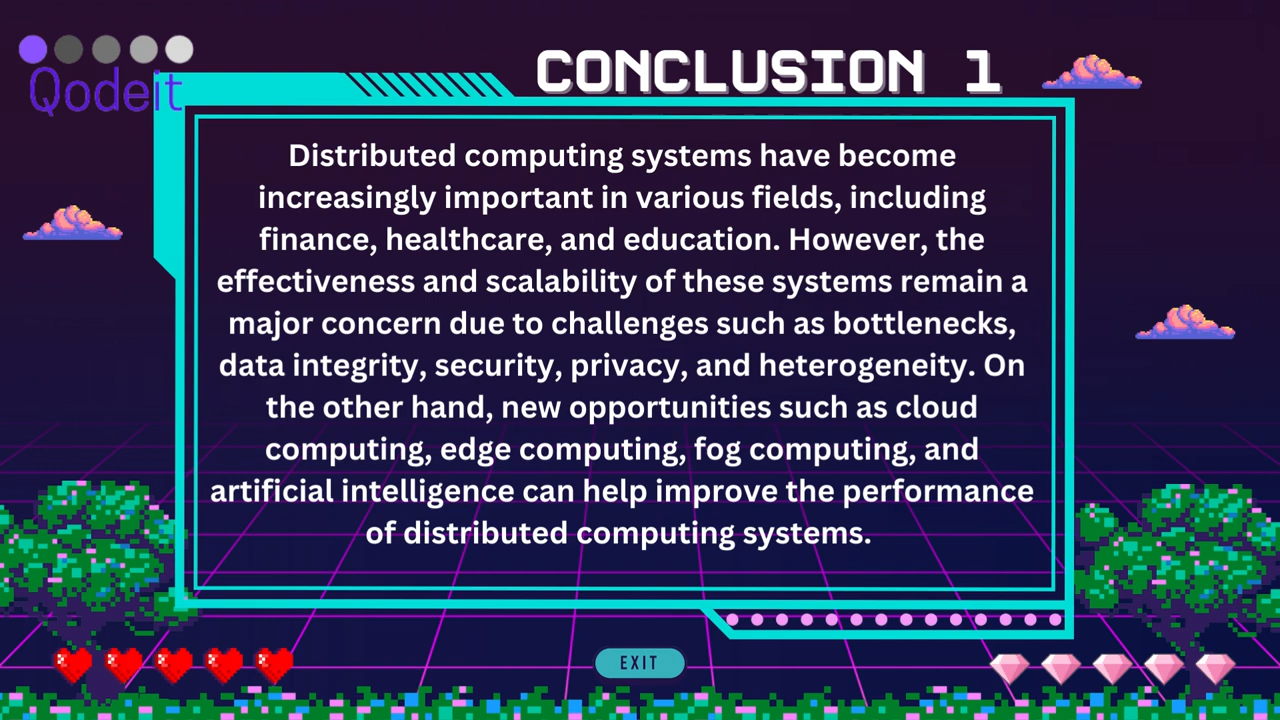 Qodeit
CONCLUSION 1
Distributed computing systems have become
increasingly important in various fields, including
finance, healthcare, and education. However, the
effectiveness and scalability of these systems remain a
major concern due to challenges such as bottlenecks,
data integrity, security, privacy, and heterogeneity. On
the other hand, new opportunities such as cloud
computing, edge computing, fog computing, and
artificial intelligence can help improve the performance
of distributed computing systems.
EXIT